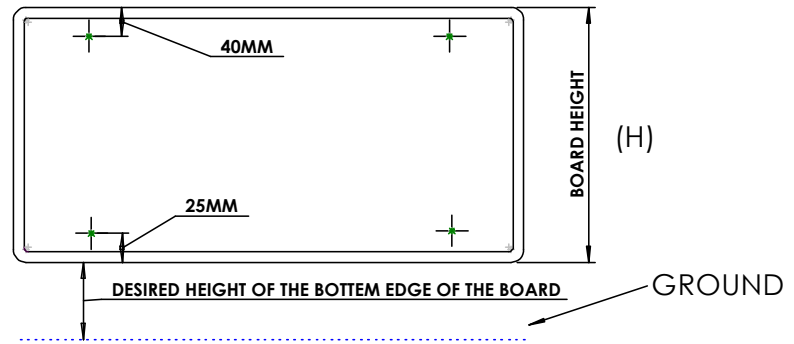 40MM
BOARD HEIGHT
(H)
25MM
DESIRED HEIGHT OF THE BOTTEM EDGE OF THE BOARD
GROUND